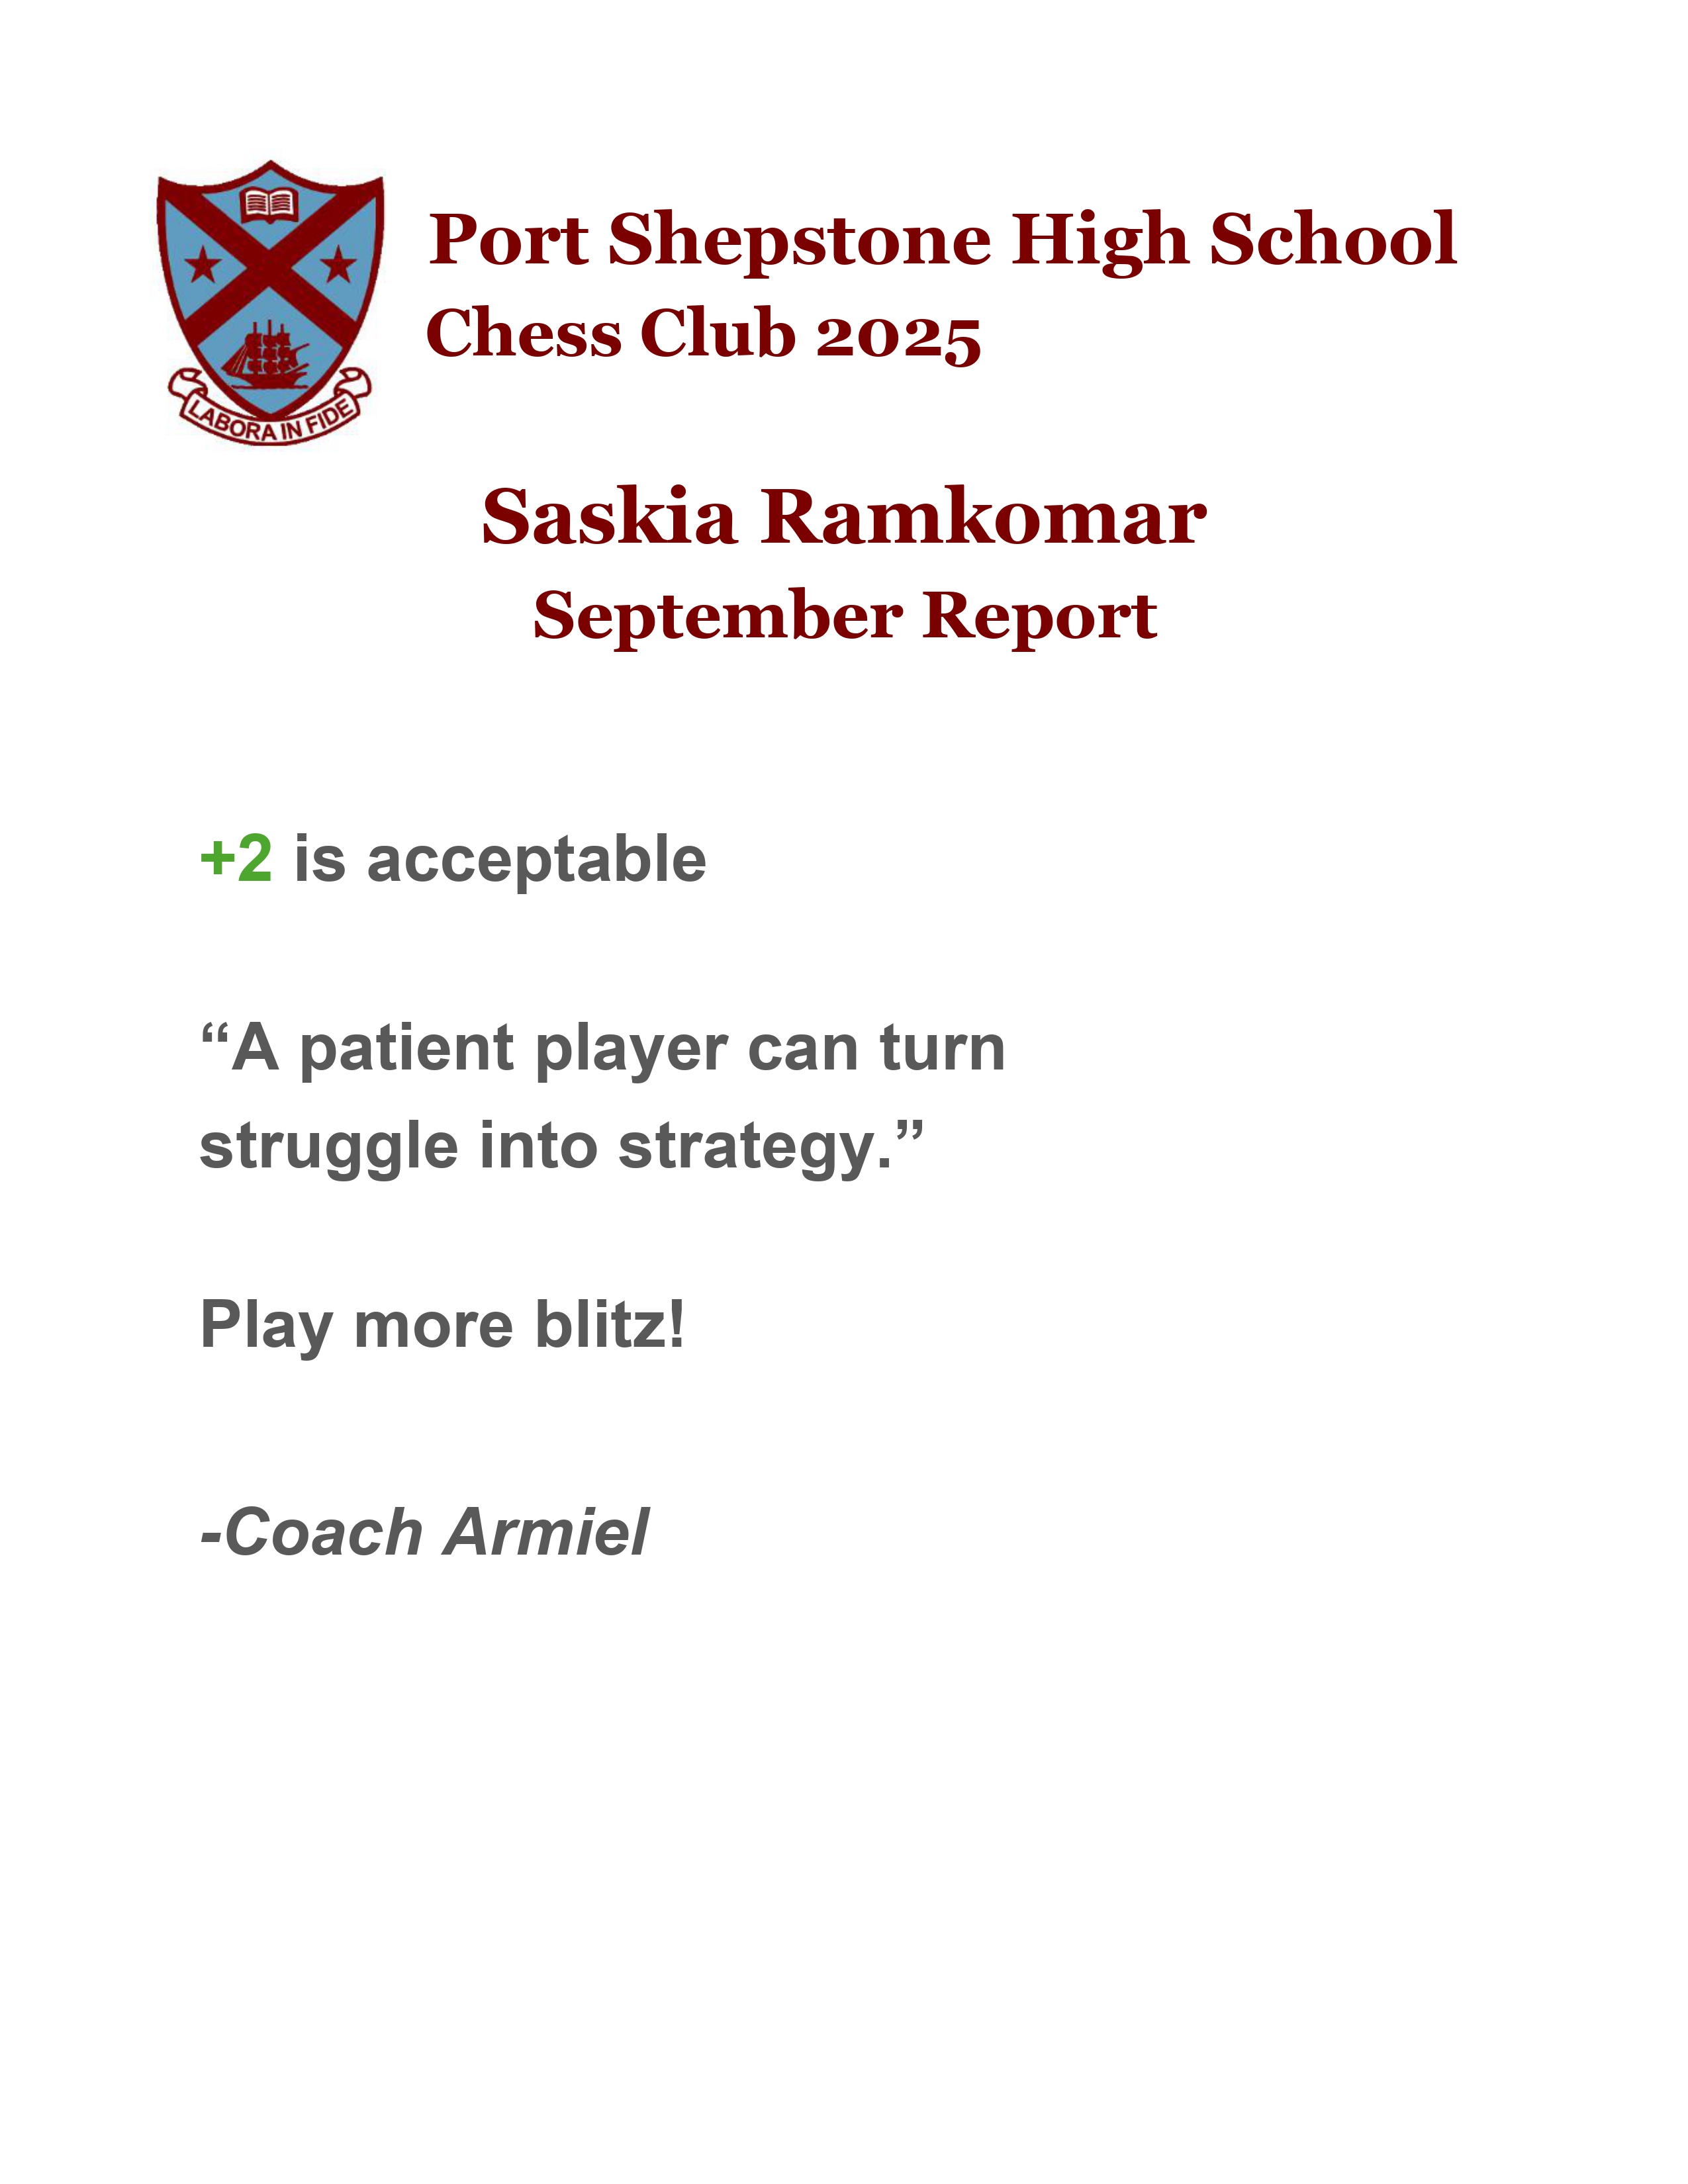 Port Shepstone High School
Chess Club 2025
LABORA IN FIDE
Saskia Ramkomar
September Report
+2 is acceptable
“A patient player can turn
struggle into strategy.”
Play more blitz!
-Coach Armiel